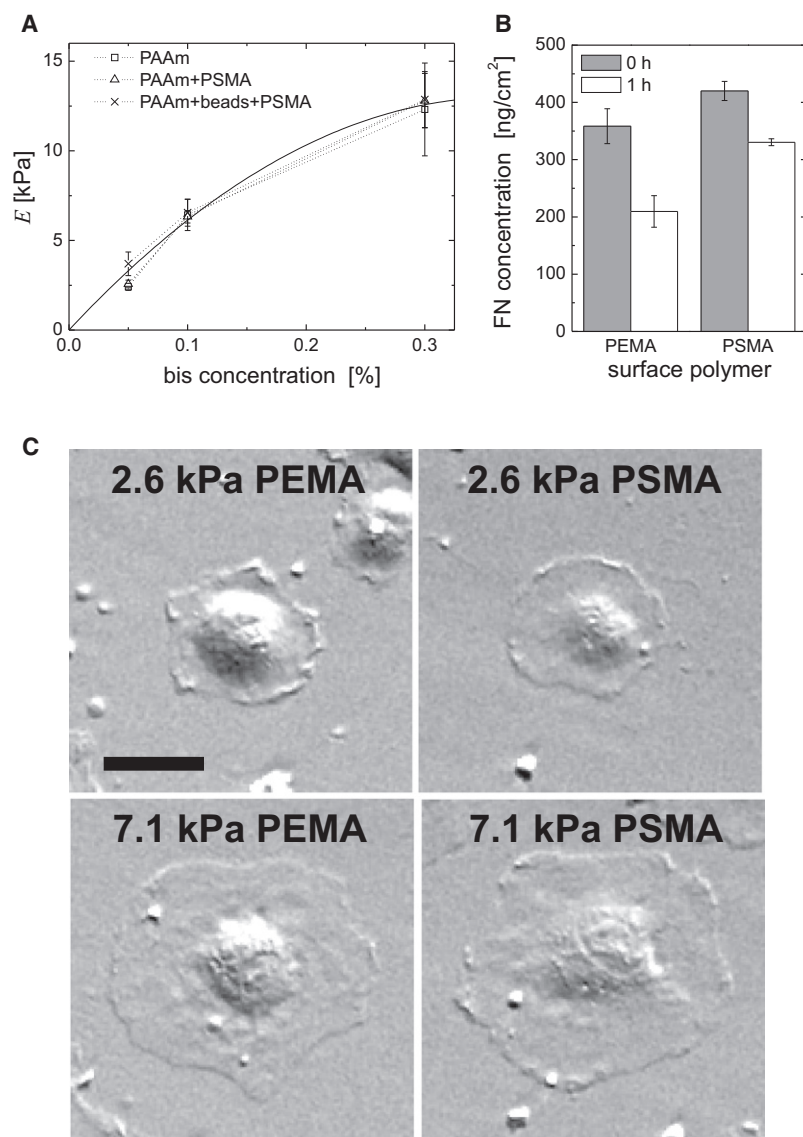 A
E [kPa]
15
10
5
0
0.0
0.1
0.2
0.3
bis concentration [%]
PAAm
PAAm+PSMA
PAAm+beads+PSMA
B
FN concentration [ng/cm²]
500
400
300
200
100
0
0 h
1 h
PEMA
PSMA
surface polymer
C
2.6 kPa PEMA
2.6 kPa PSMA
7.1 kPa PEMA
7.1 kPa PSMA